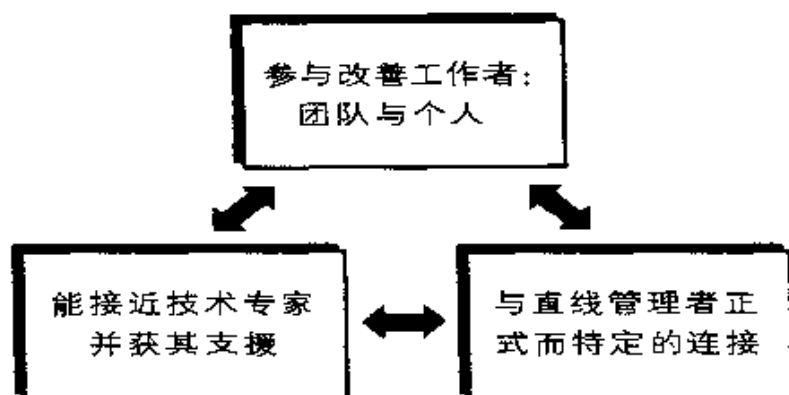 参与改善工作者:
团队与个人
能接近技术专家
并获其支援
与直线管理者正
式而特定的连接